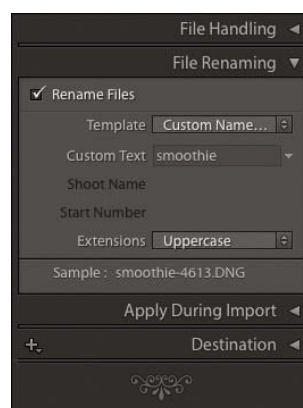 File Handling
File Renaming
Rename Files
Template Custom Name...
Custom Text smoothie
Shoot Name
Start Number
Extensions Uppercase
Sample : smoothie-4613.DNG
Apply During Import
Destination